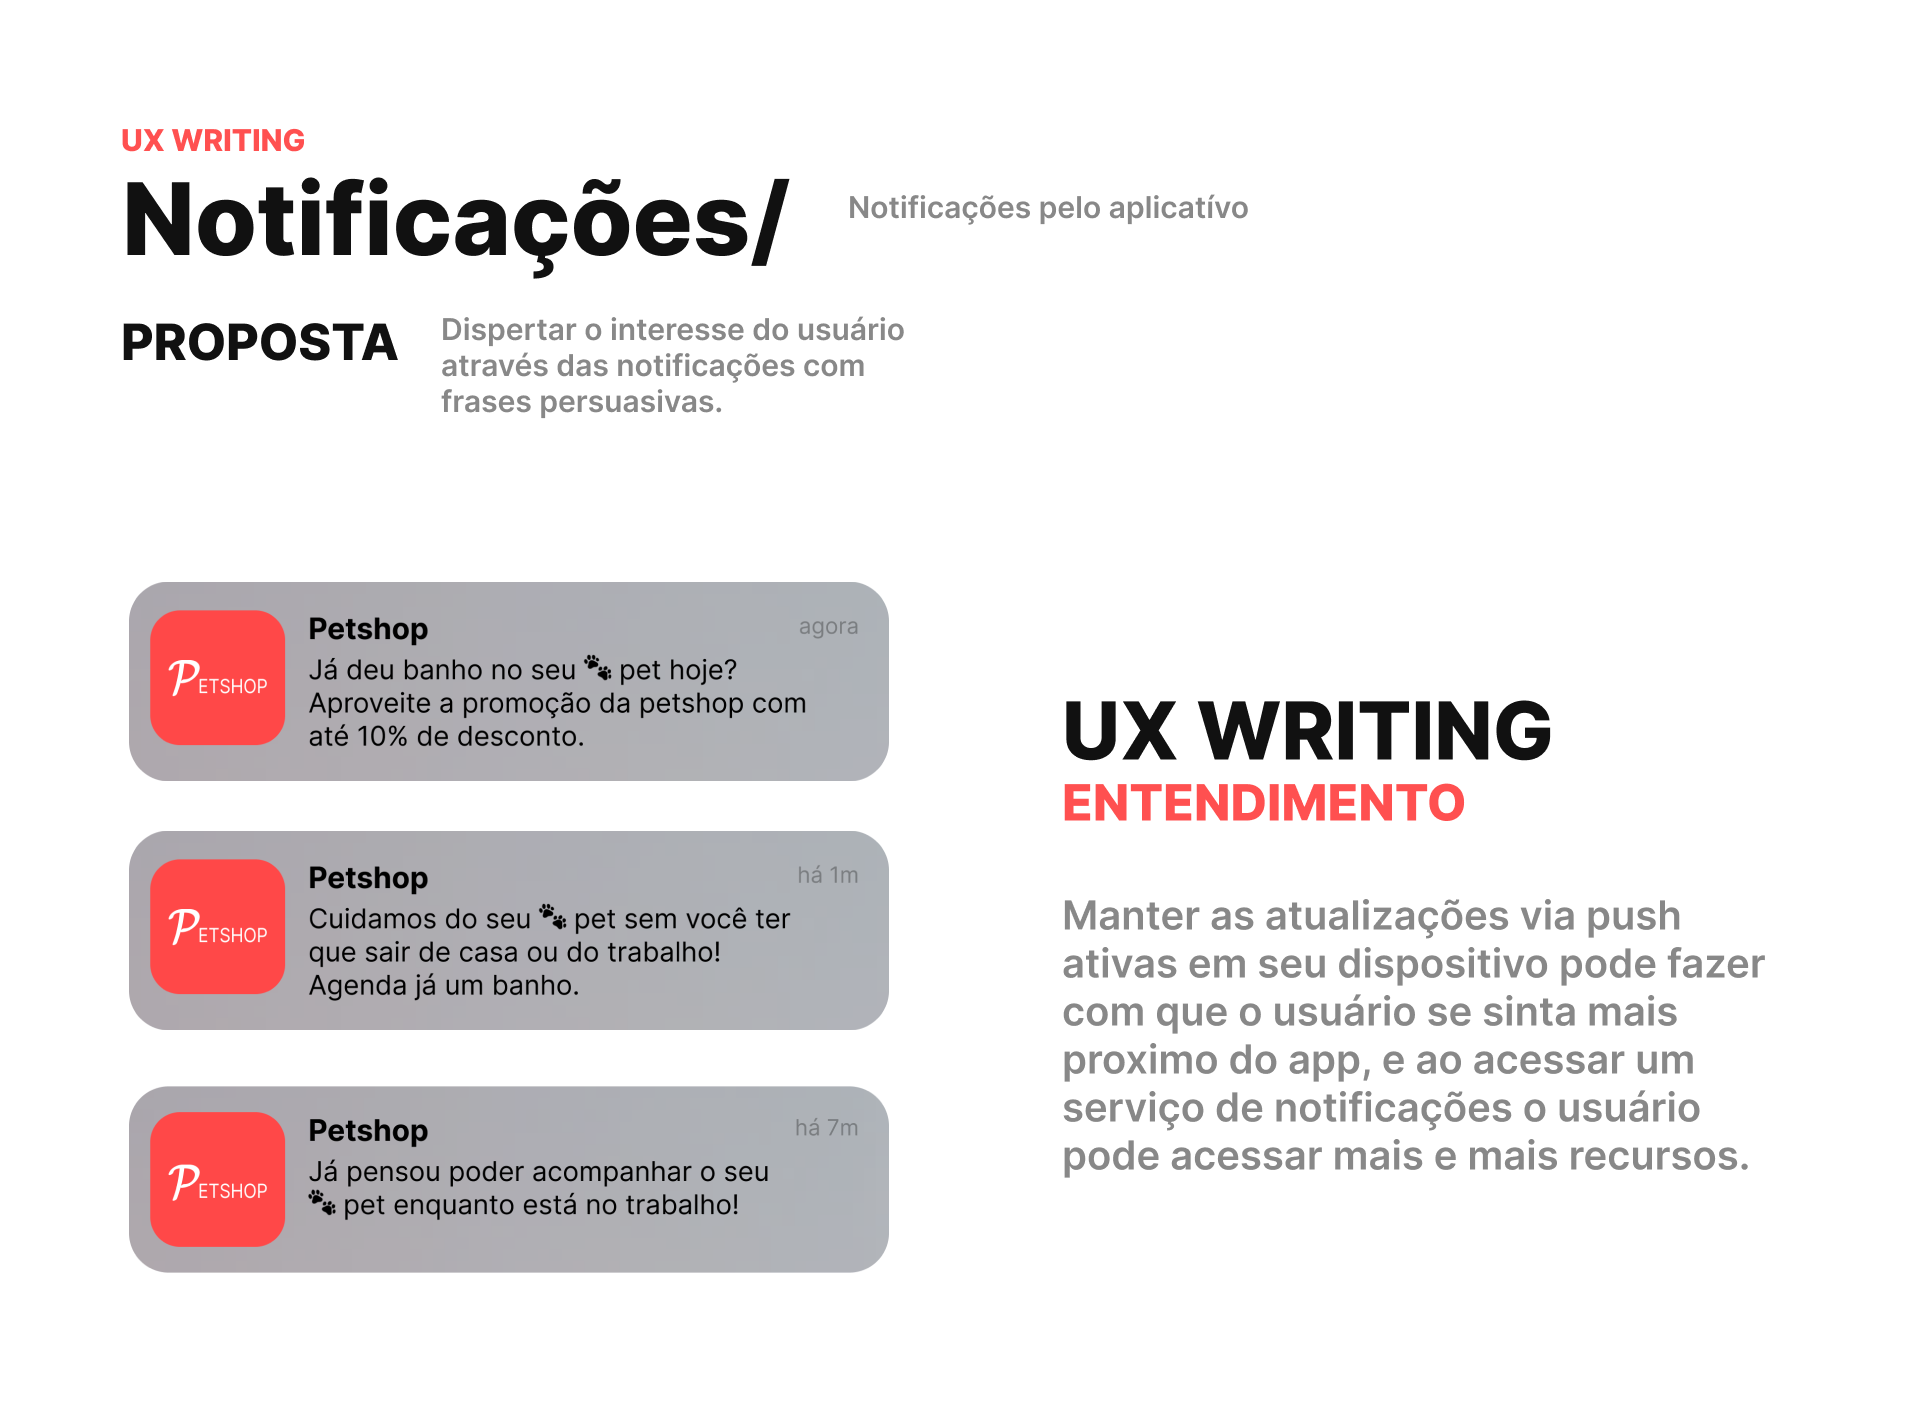 UX WRITING
Notificações/
Notificações pelo aplicatívo
PROPOSTA
Dispertar o interesse do usuário
através das notificações com
frases persuasivas.
PETSHOP
Petshop
agora
Já deu banho no seu 🐾 pet hoje?
Aproveite a promoção da petshop com
até 10% de desconto.
PETSHOP
Petshop
há 1m
Cuidamos do seu 🐾 pet sem você ter
que sair de casa ou do trabalho!
Agenda já um banho.
PETSHOP
Petshop
há 7m
Já pensou poder acompanhar o seu
🐾 pet enquanto está no trabalho!
UX WRITING
ENTENDIMENTO
Manter as atualizações via push
ativas em seu dispositivo pode fazer
com que o usuário se sinta mais
proximo do app, e ao acessar um
serviço de notificações o usuário
pode acessar mais e mais recursos.